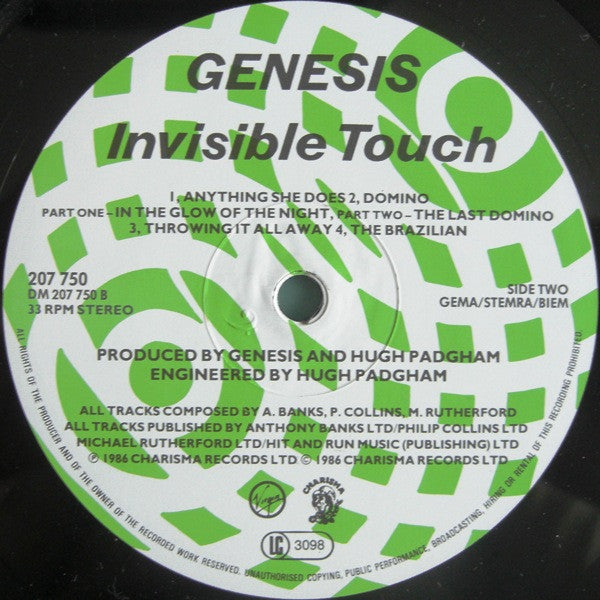 GENESIS
Invisible Touch
1, ANYTHING SHE DOES 2, DOMINO
PART ONE – IN THE GLOW OF THE NIGHT, PART TWO – THE LAST DOMINO
3, THROWING IT ALL AWAY 4, THE BRAZILIAN
207 750
DM 207 750 B
33 RPM STEREO
SIDE TWO
GEMA/STEMRA/BIEM
PRODUCED BY GENESIS AND HUGH PADGHAM
ENGINEERED BY HUGH PADGHAM
ALL TRACKS COMPOSED BY A. BANKS, P. COLLINS, M. RUTHERFORD
ALL TRACKS PUBLISHED BY ANTHONY BANKS LTD/PHILIP COLLINS LTD
MICHAEL RUTHERFORD LTD/HIT AND RUN MUSIC (PUBLISHING) LTD
℗ 1986 CHARISMA RECORDS LTD © 1986 CHARISMA RECORDS LTD
Virgin
CHARISMA
LC 3098
ALL RIGHTS OF THE PRODUCER AND OF THE OWNER OF THE RECORDED WORK RESERVED. UNAUTHORISED COPYING, PUBLIC PERFORMANCE, BROADCASTING, HIRING OR RENTAL OF THIS RECORDING PROHIBITED.